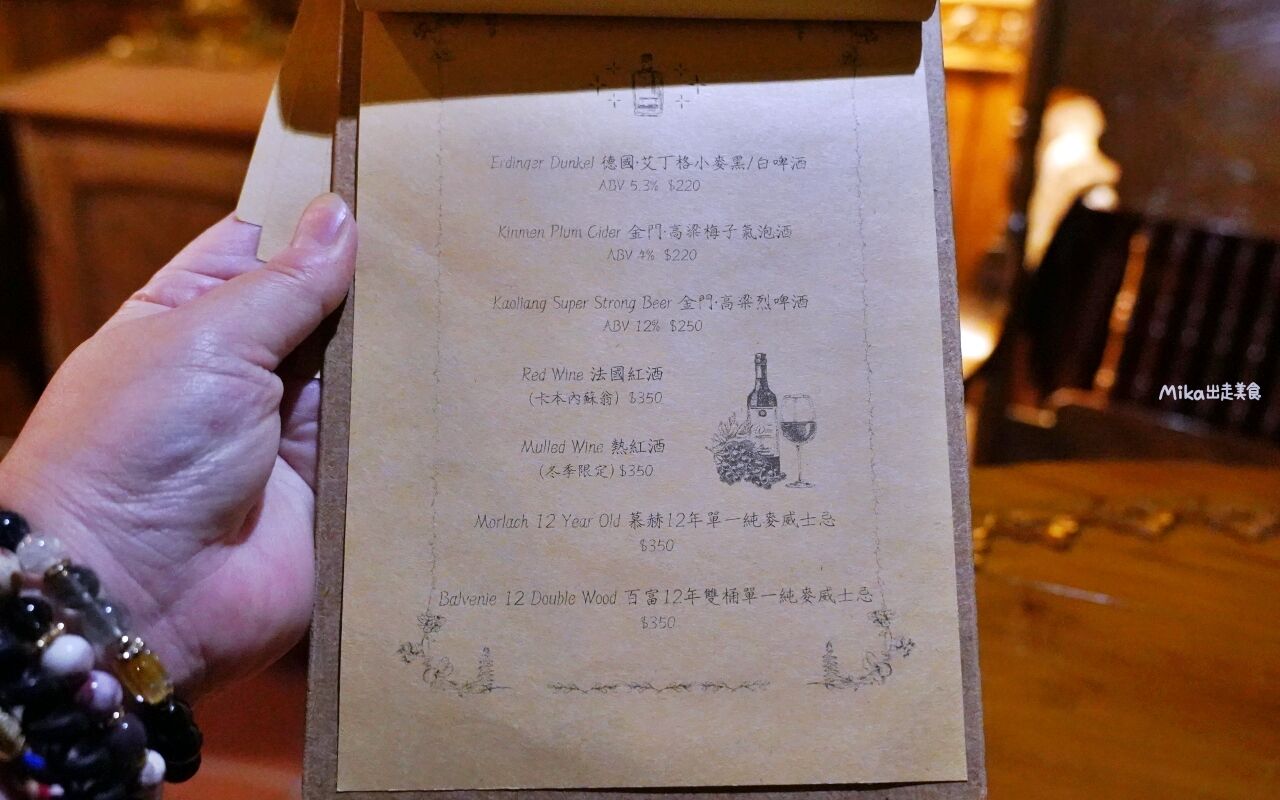 Erdinger Dunkel 德國·艾丁格小麥黑/白啤酒
ABV 5.3% $220
Kinmen Plum Cider 金門·高粱梅子氣泡酒
ABV 4% $220
Kaoliang Super Strong Beer 金門·高粱烈啤酒
ABV 12% $250
Red Wine 法國紅酒
(卡本內蘇翁) $350
Mulled Wine 熱紅酒
(冬季限定) $350
Morlach 12 Year Old 慕赫12年單一純麥威士忌
$350
Balvenie 12 Double Wood 百富12年雙桶單一純麥威士忌
$350
Mika出走美食